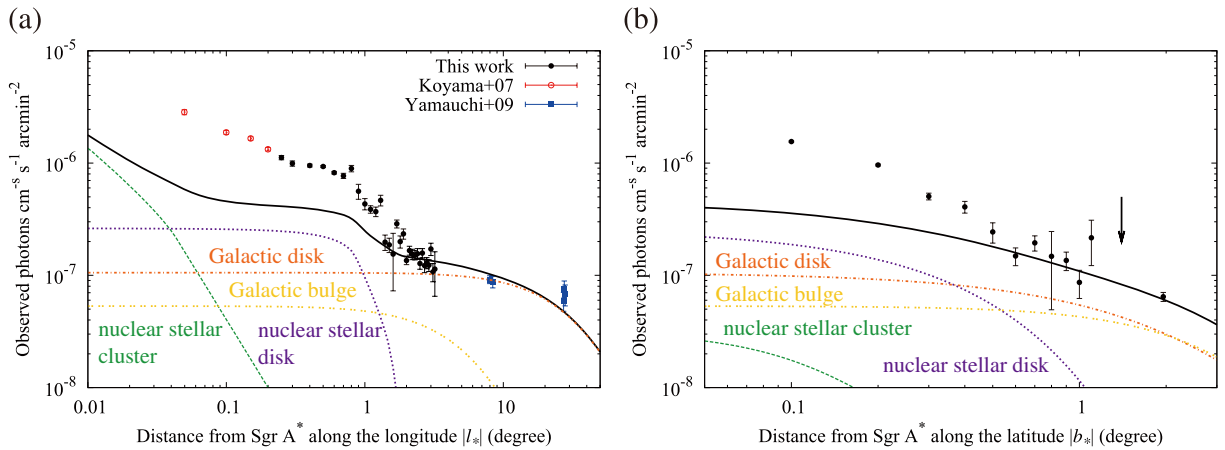 (a)
10^-5
10^-6
10^-7
10^-8
Observed photons cm^-s s^-1 arcmin^-2
This work
Koyama+07
Yamauchi+09
Galactic disk
Galactic bulge
nuclear stellar
cluster
nuclear stellar
disk
0.01 0.1 1 10
Distance from Sgr A^* along the longitude |l_*| (degree)
(b)
10^-5
10^-6
10^-7
10^-8
Observed photons cm^-s s^-1 arcmin^-2
Galactic disk
Galactic bulge
nuclear stellar cluster
nuclear stellar disk
0.1 1
Distance from Sgr A^* along the latitude |b_*| (degree)